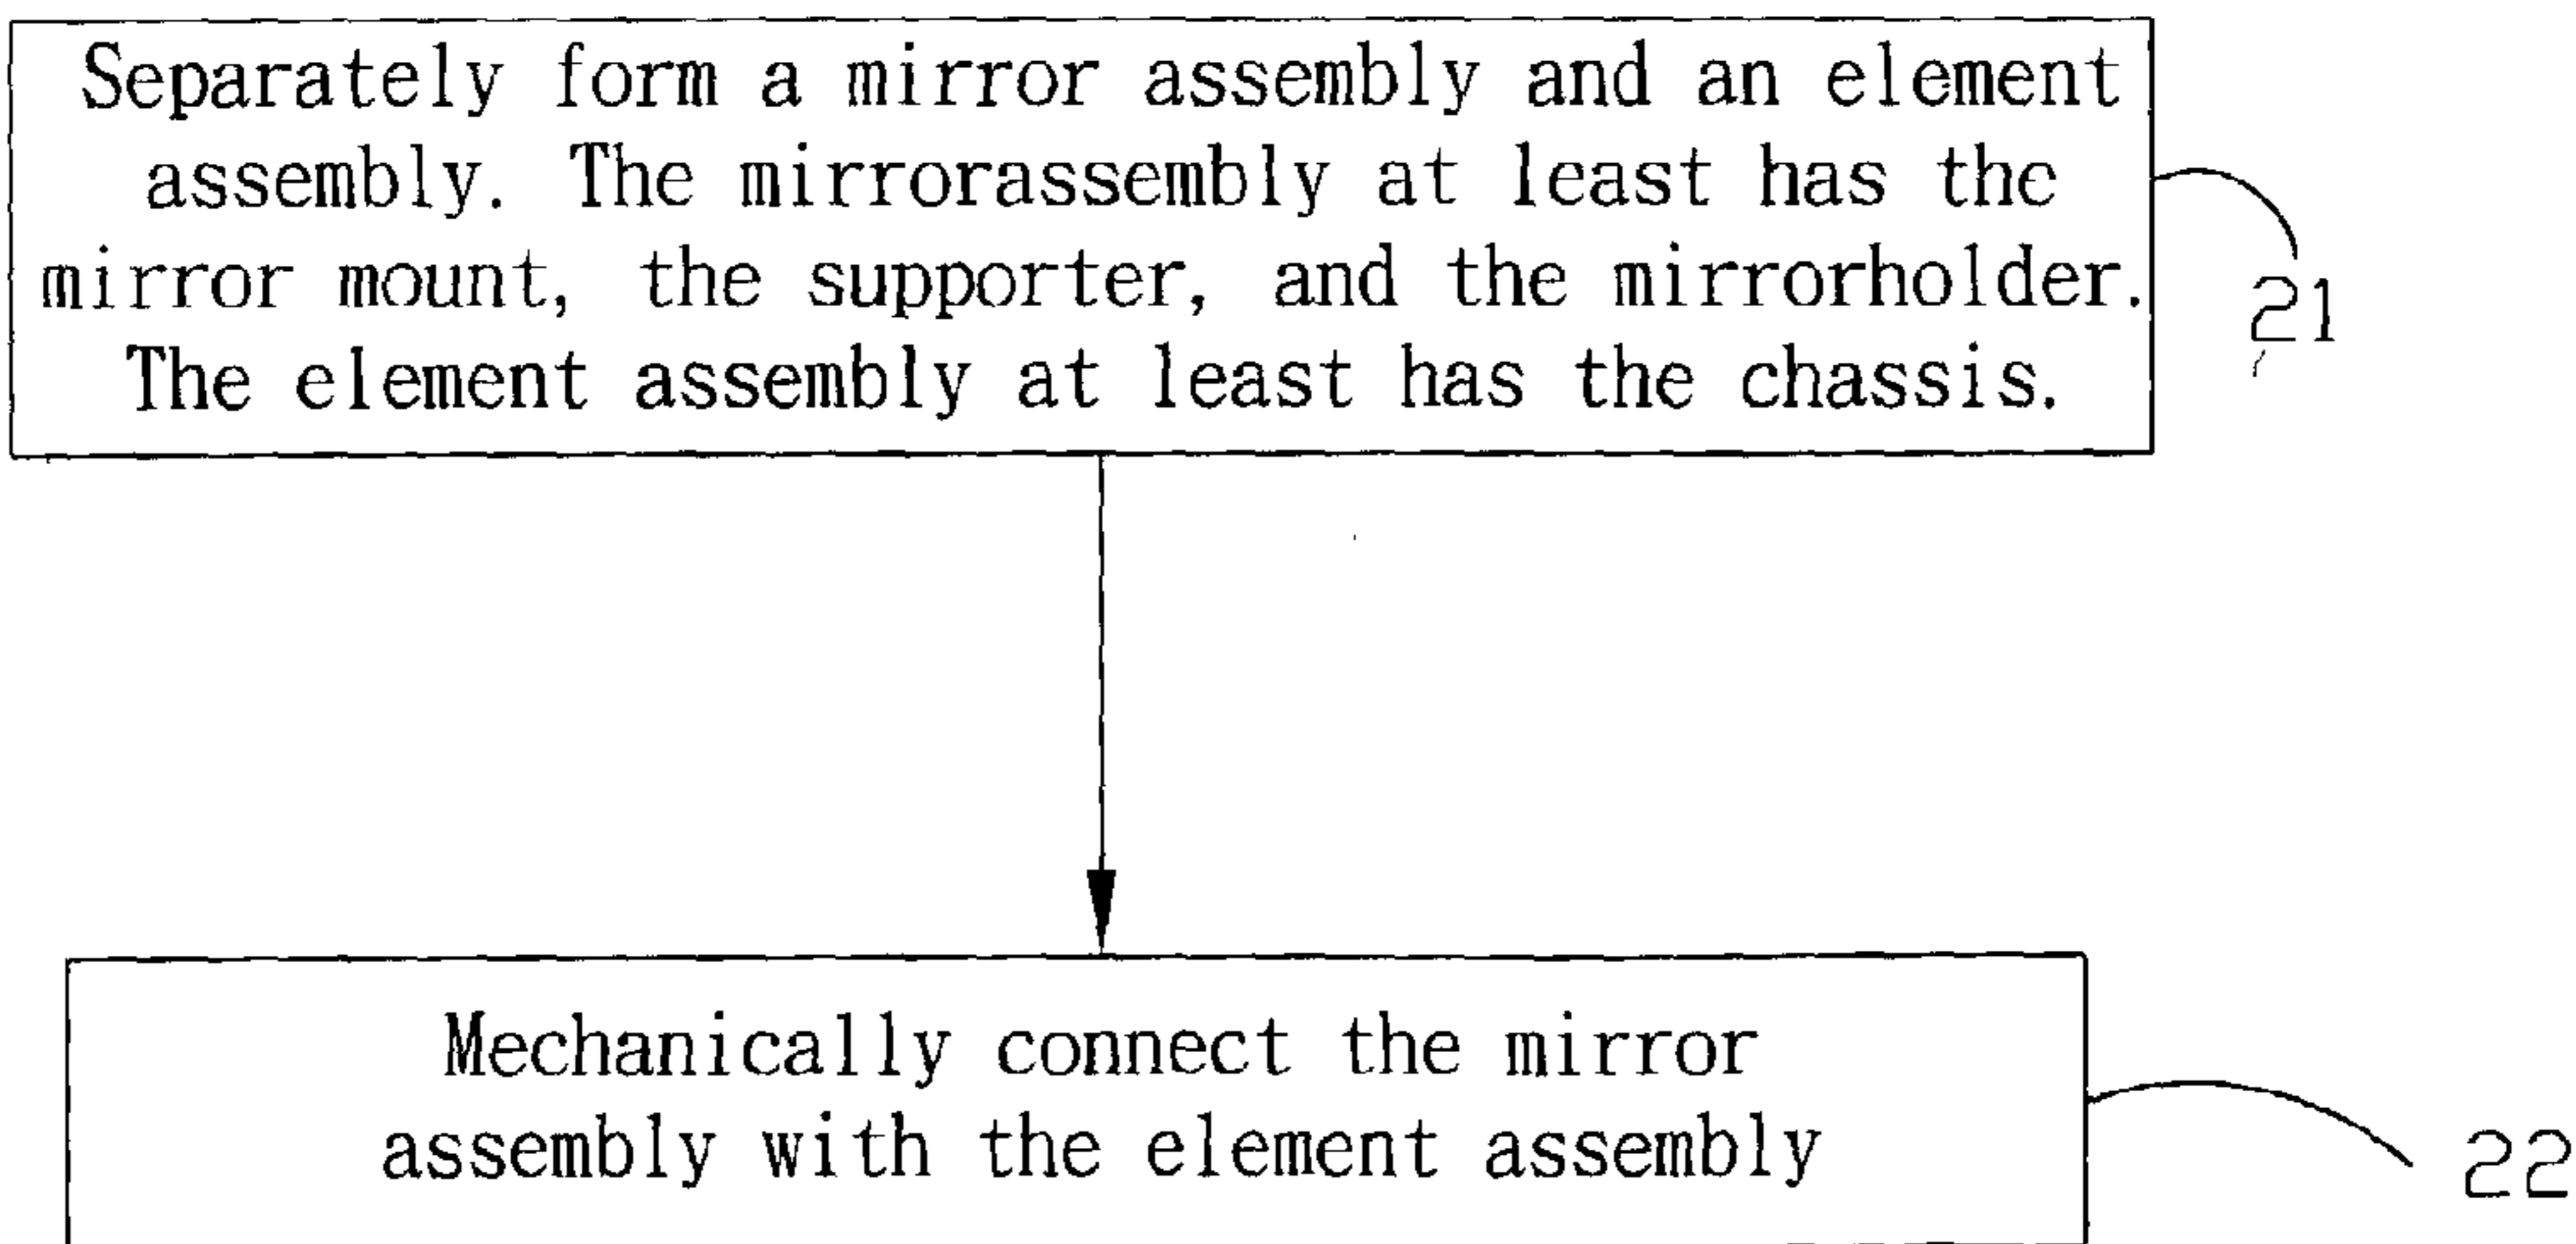 Separately form a mirror assembly and an element
assembly. The mirrorassembly at least has the
mirror mount, the supporter, and the mirrorholder.
The element assembly at least has the chassis.
21
Mechanically connect the mirror
assembly with the element assembly
22